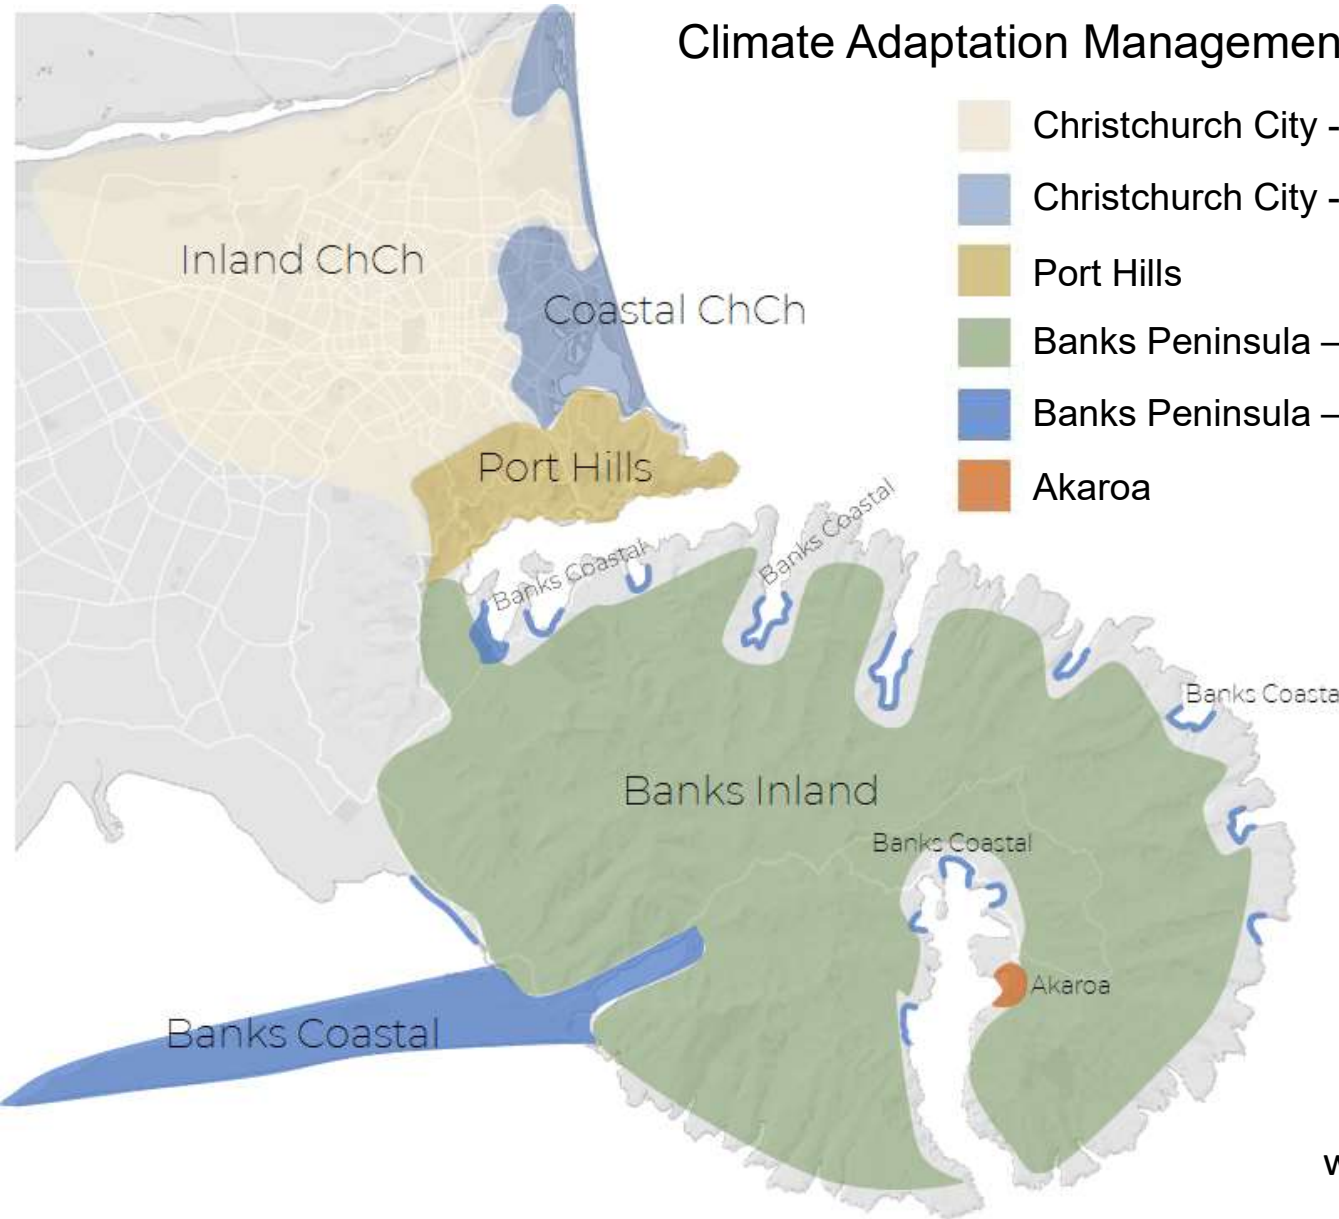 Climate Adaptation Managemen
Christchurch City -
Christchurch City -
Port Hills
Banks Peninsula –
Banks Peninsula –
Akaroa
Inland ChCh
Coastal ChCh
Port Hills
Banks Coastal
Banks Coastal
Banks Coasta
Banks Inland
Banks Coastal
Akaroa
Banks Coastal
w